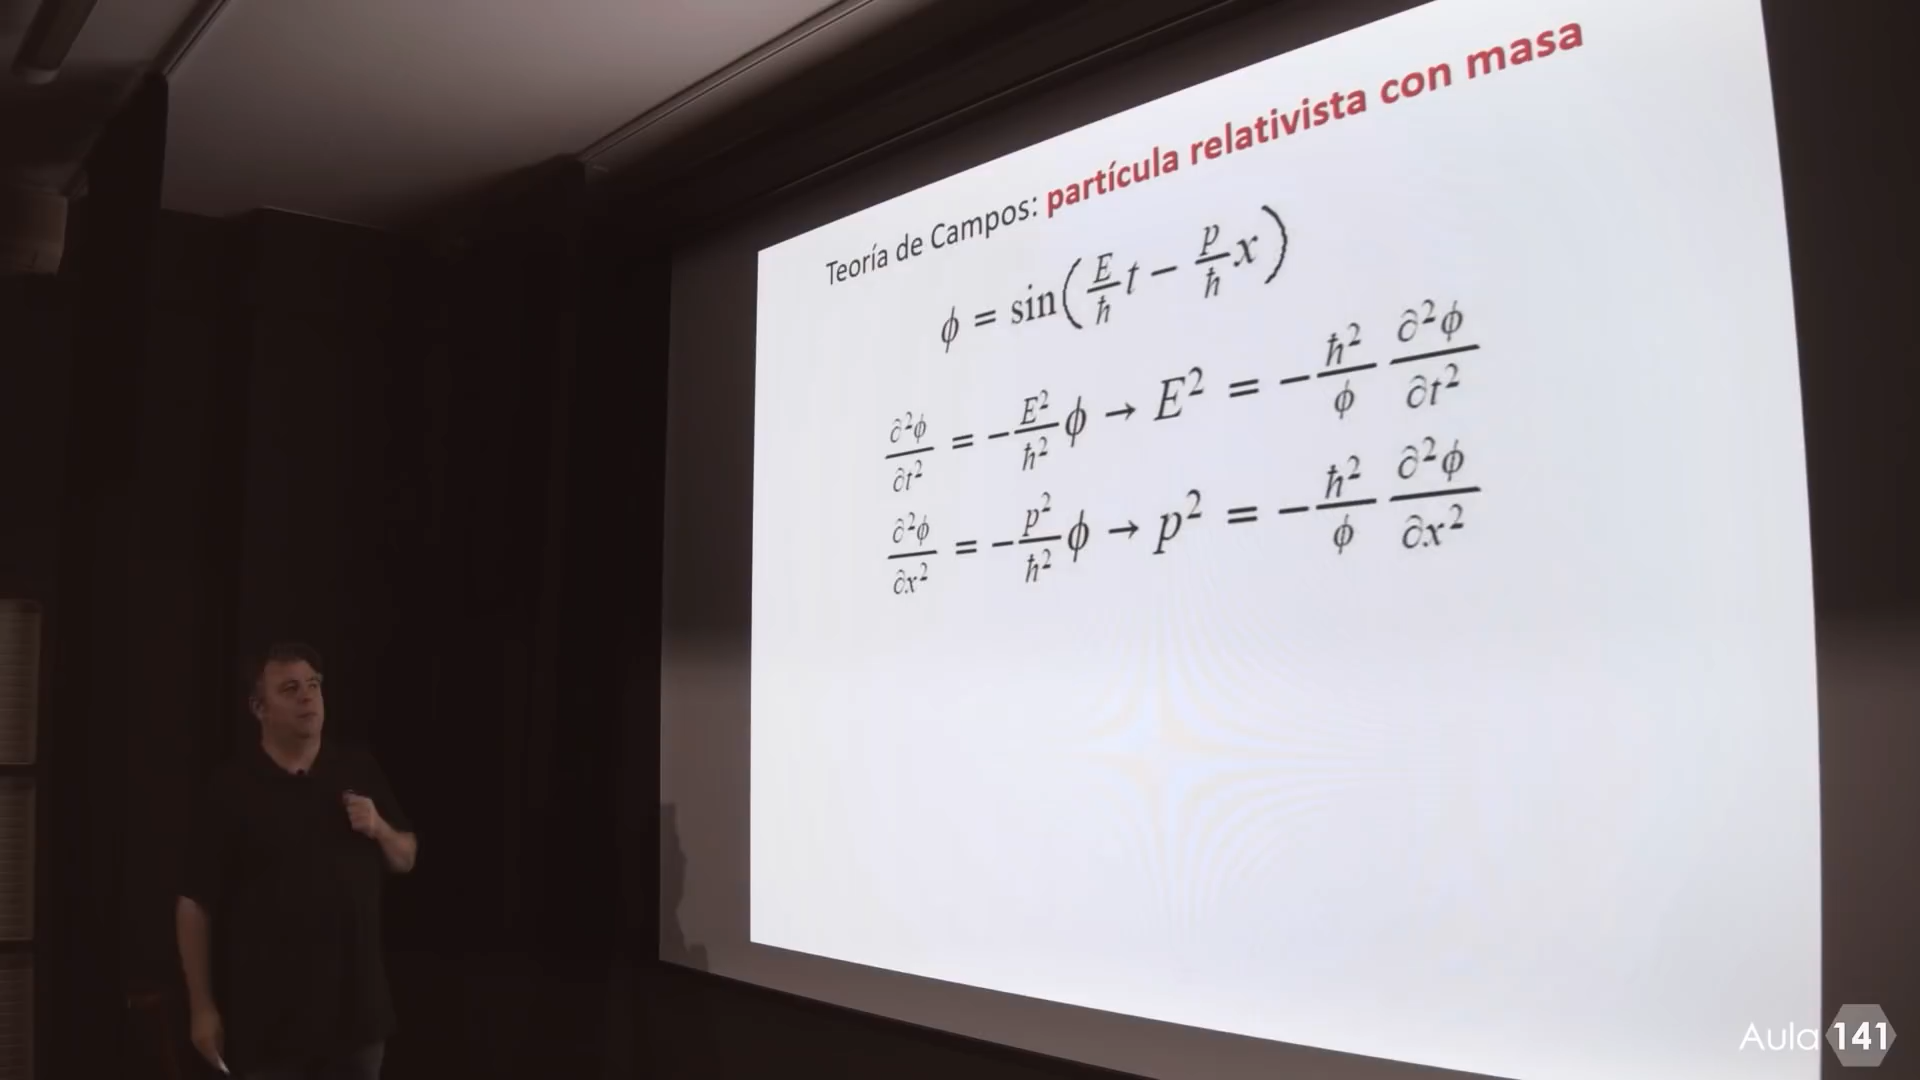 Teoría de Campos: partícula relativista con masa
ϕ = sin(E/ħ t − p/ħ x)
∂²ϕ/∂t² = −E²/ħ² ϕ → E² = −ħ²/ϕ ∂²ϕ/∂t²
∂²ϕ/∂x² = −p²/ħ² ϕ → p² = −ħ²/ϕ ∂²ϕ/∂x²
Aula 141